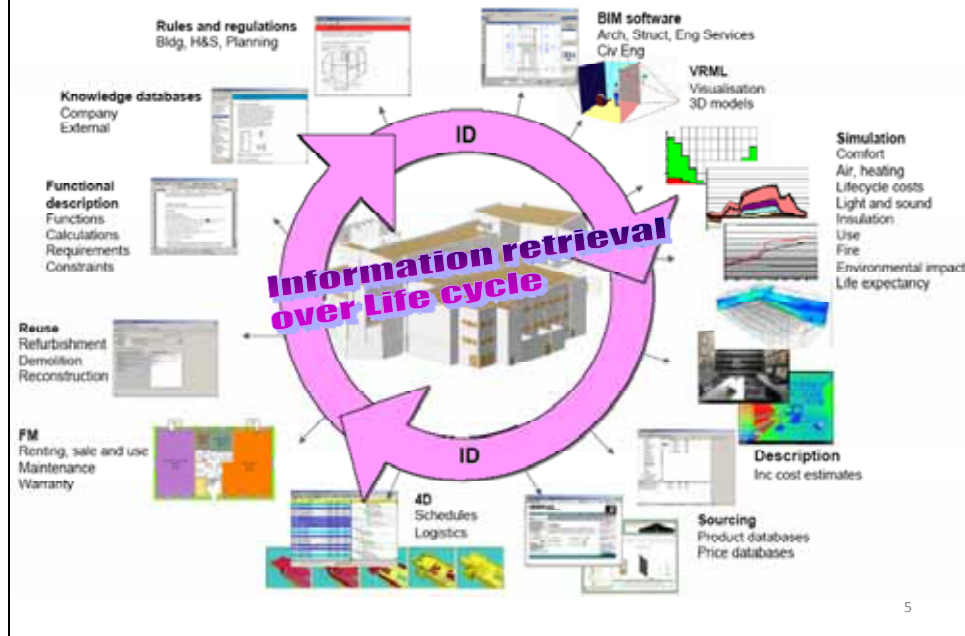 Rules and regulations
Bldg, H&S, Planning
BIM software
Arch, Struct, Eng Services
Civ Eng
VRML
Visualisation
3D models
Knowledge databases
Company
External
ID
Simulation
Comfort
Air, heating
Lifecycle costs
Light and sound
Insulation
Use
Fire
Environmental impact
Life expectancy
Functional
description
Functions
Calculations
Requirements
Constraints
Information retrieval
over Life cycle
Reuse
Refurbishment
Demolition
Reconstruction
FM
Renting, sale and use
Maintenance
Warranty
ID
Description
Inc cost estimates
4D
Schedules
Logistics
Sourcing
Product databases
Price databases
5